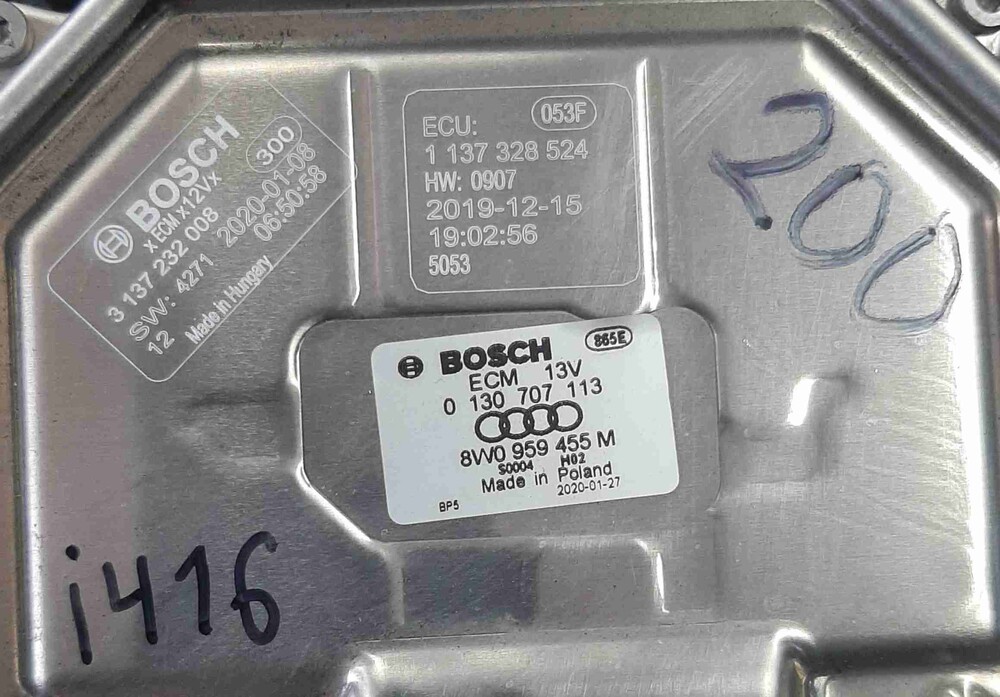 BOSCH 300
X ECM x12Vx
3 137 232 008
SW: 4271 2020-01-08
12 06:50:58
Made in Hungary
053F
ECU:
1 137 328 524
HW: 0907
2019-12-15
19:02:56
5053
200
BOSCH 865E
ECM 13V
0 130 707 113
8W0 959 455 M
S0004 H02
Made in Poland
2020-01-27
BP5
i416